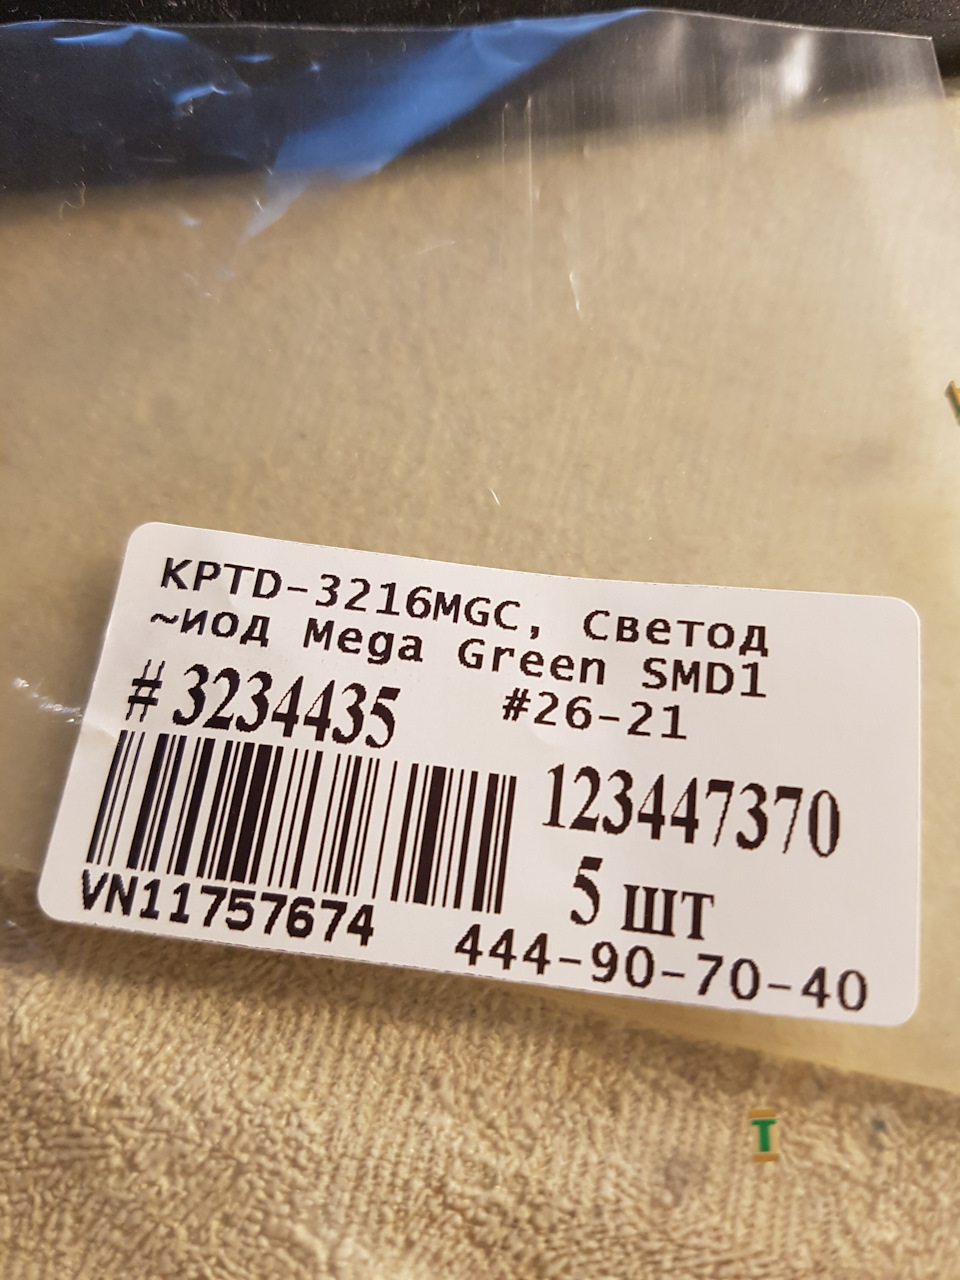 KPTD-3216MGC, Светод
~иод Mega Green SMD1
# 3234435 #26-21
123447370
5 шт
VN11757674
444-90-70-40
T